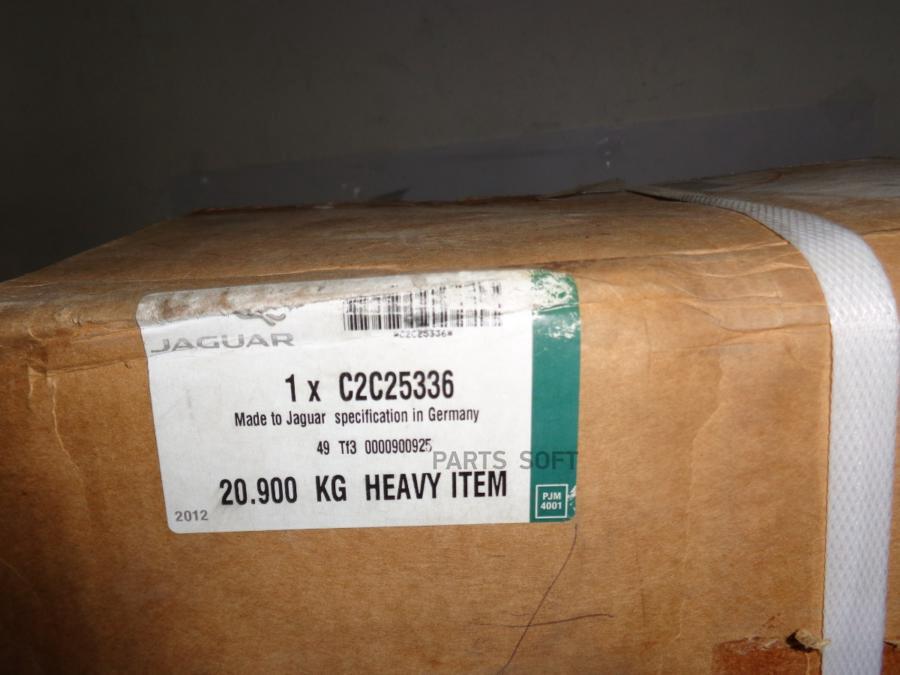 *C2C25336*
JAGUAR
1 x C2C25336
Made to Jaguar specification in Germany
49 Tf3 0000900925
PARTS SOFT
20.900 KG HEAVY ITEM
PJM
4001
2012